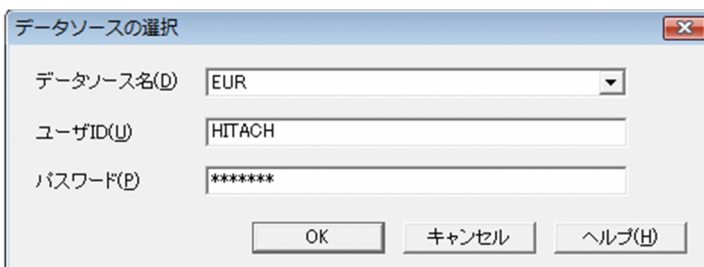 データソースの選択
データソース名(D) EUR
ユーザID(U) HITACH
パスワード(P) *******
OK キャンセル ヘルプ(H)